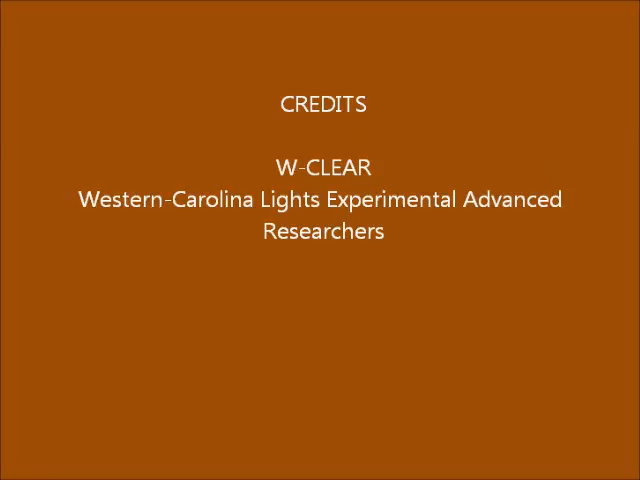 CREDITS
W-CLEAR
Western-Carolina Lights Experimental Advanced
Researchers